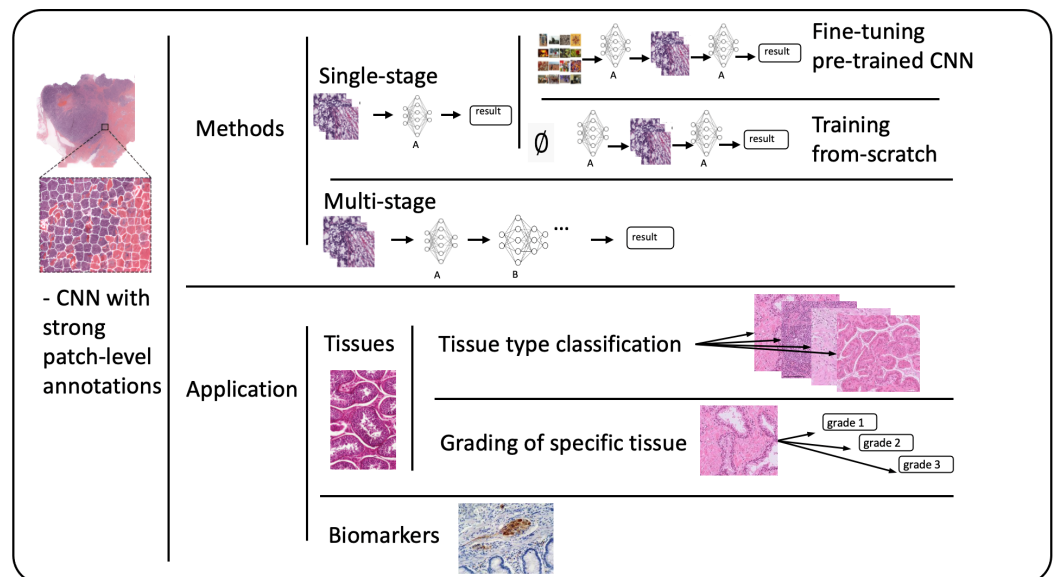 - CNN with
strong
patch-level
annotations
Methods
Single-stage
A
result
A
A
result
Fine-tuning
pre-trained CNN
∅
A
A
result
Training
from-scratch
Multi-stage
A
B
...
result
Application
Tissues
Tissue type classification
Grading of specific tissue
grade 1
grade 2
grade 3
Biomarkers